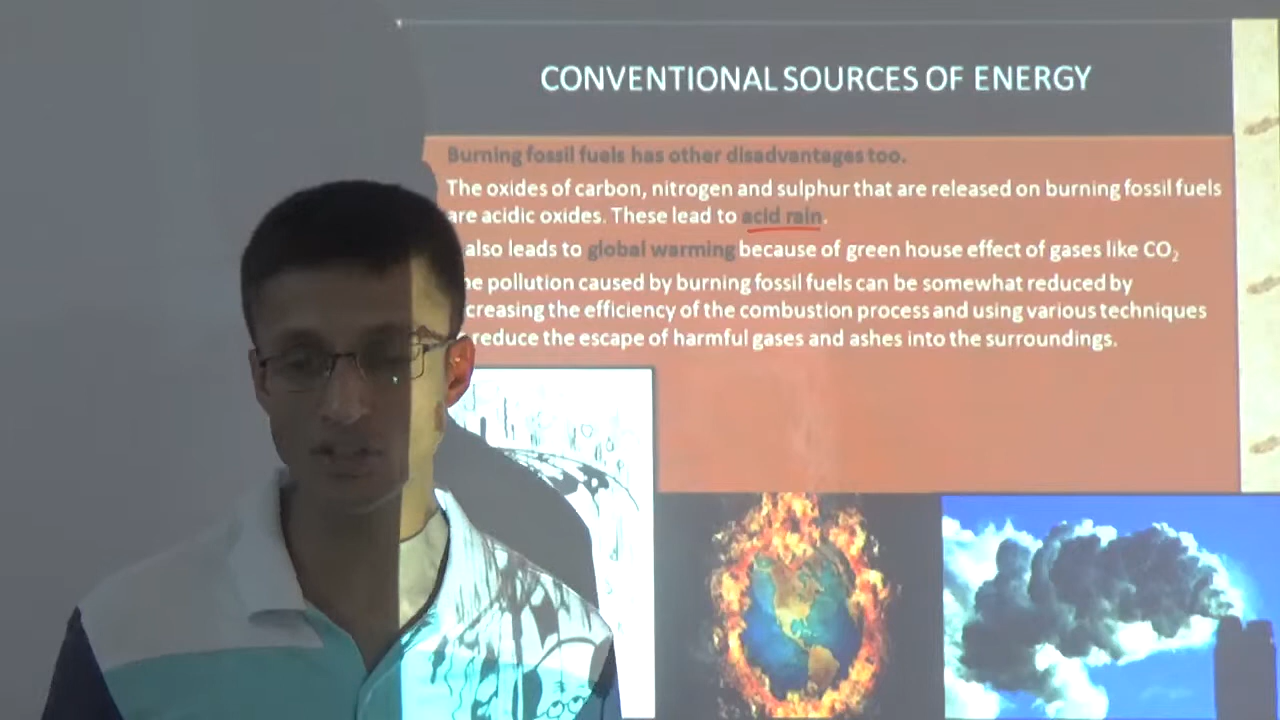 CONVENTIONAL SOURCES OF ENERGY
Burning fossil fuels has other disadvantages too.
The oxides of carbon, nitrogen and sulphur that are released on burning fossil fuels
are acidic oxides. These lead to acid rain.
also leads to global warming because of green house effect of gases like CO₂
pollution caused by burning fossil fuels can be somewhat reduced by
the efficiency of the combustion process and using various techniques
reduce the escape of harmful gases and ashes into the surroundings.